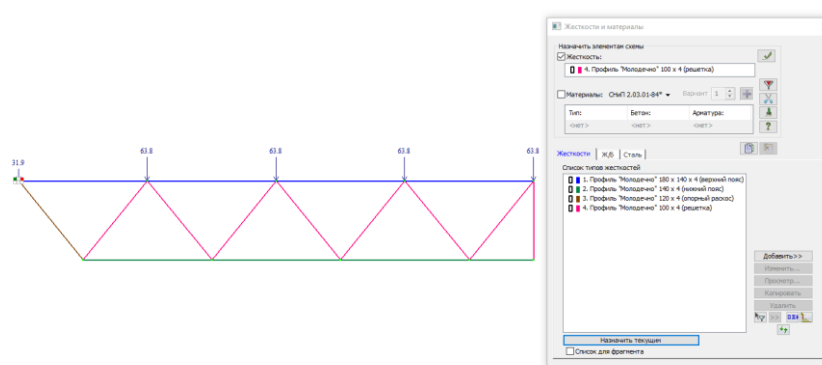 Жесткости и материалы
Назначить элементам схемы
Жесткость:
4. Профиль "Молодечно" 100 x 4 (решетка)
Материалы: СНиП 2.03.01-84* Вариант 1
Тип: Бетон: Арматура:
<нет> <нет> <нет>
?
Жесткости Ж/Б Сталь
Список типов жесткостей
1. Профиль "Молодечно" 180 x 140 x 4 (верхний пояс)
2. Профиль "Молодечно" 140 x 4 (нижний пояс)
3. Профиль "Молодечно" 120 x 4 (опорный раскос)
4. Профиль "Молодечно" 100 x 4 (решетка)
Добавить>>
Изменить...
Просмотр...
Копировать
Удалить
Назначить текущим
Список для фрагмента
31.9 63.8 63.8 63.8 63.8